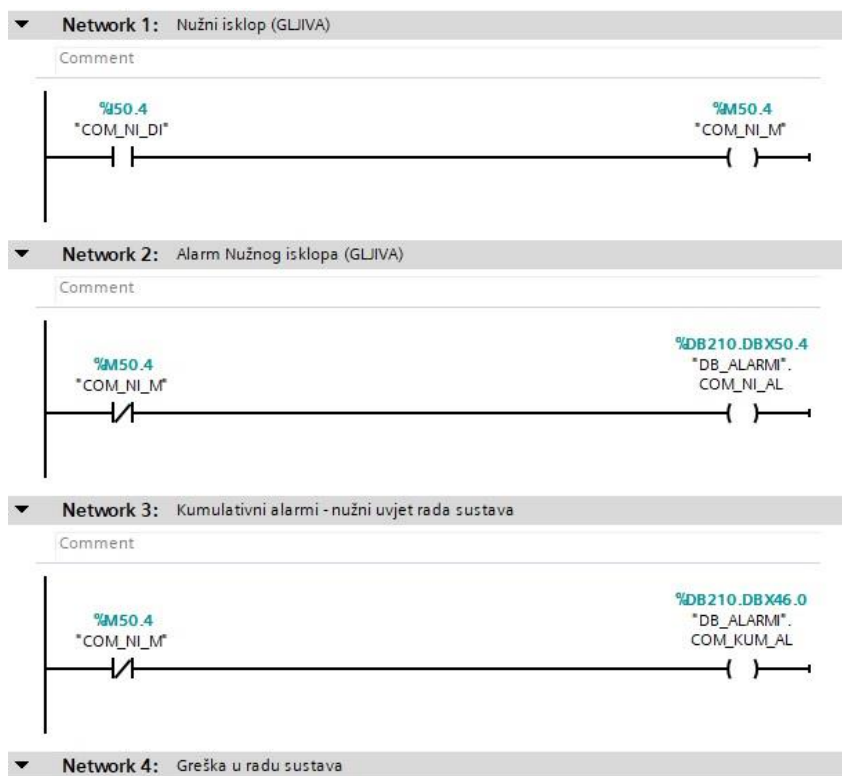 Network 1: Nužni isklop (GLJIVA)
Comment
%I50.4
"COM_NI_DI"
%M50.4
"COM_NI_M"
Network 2: Alarm Nužnog isklopa (GLJIVA)
Comment
%M50.4
"COM_NI_M"
%DB210.DBX50.4
"DB_ALARMI".
COM_NI_AL
Network 3: Kumulativni alarmi - nužni uvjet rada sustava
Comment
%M50.4
"COM_NI_M"
%DB210.DBX46.0
"DB_ALARMI".
COM_KUM_AL
Network 4: Greška u radu sustava